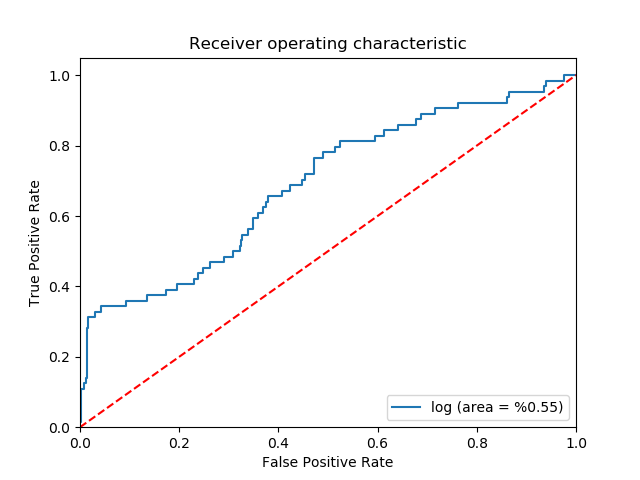 Receiver operating characteristic
True Positive Rate
1.0
0.8
0.6
0.4
0.2
0.0
log (area = %0.55)
0.0 0.2 0.4 0.6 0.8 1.0
False Positive Rate